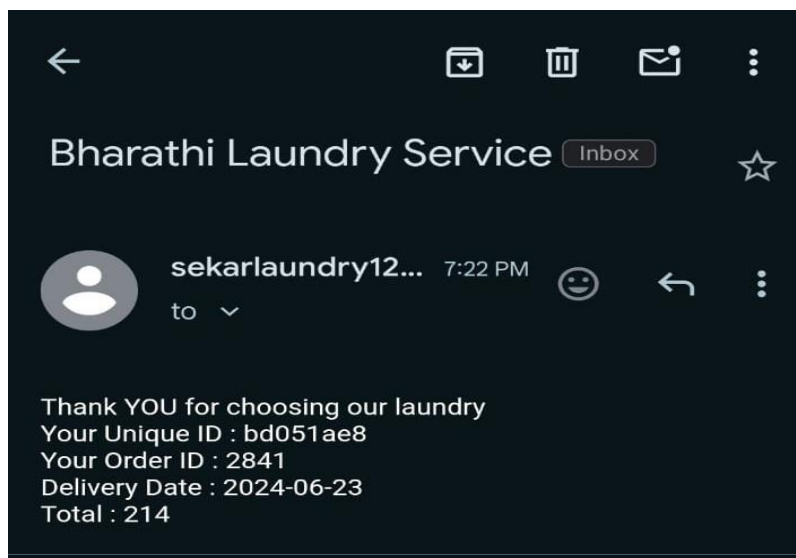 Bharathi Laundry Service Inbox
sekarlaundry12... 7:22 PM
to
Thank YOU for choosing our laundry
Your Unique ID : bd051ae8
Your Order ID : 2841
Delivery Date : 2024-06-23
Total : 214